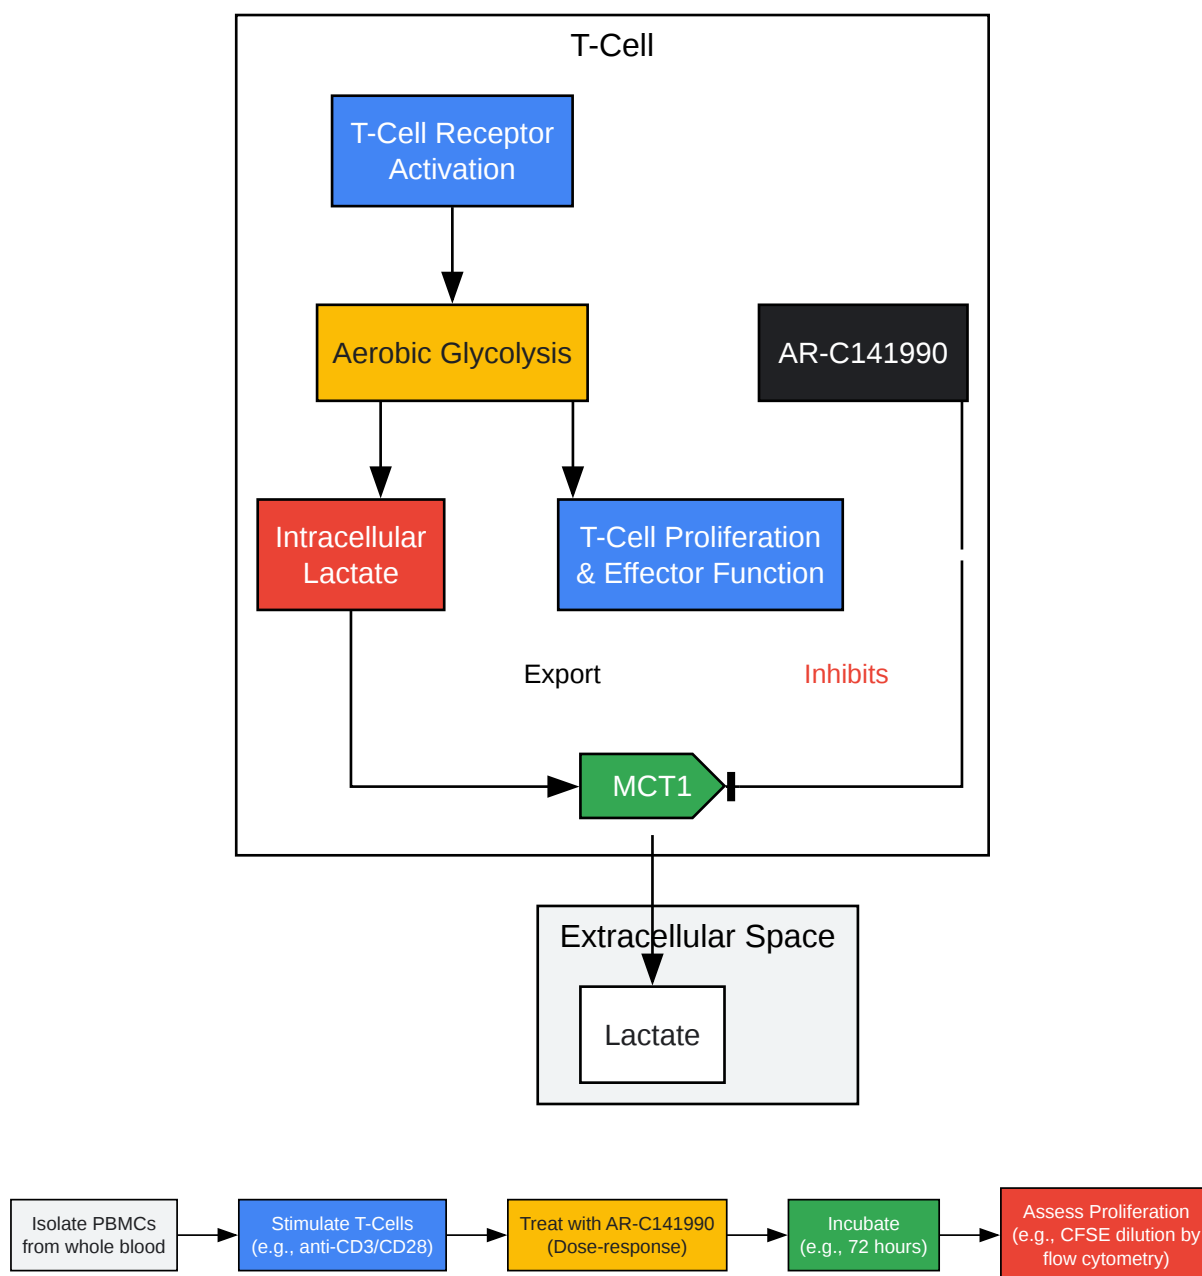 T-Cell
T-Cell Receptor
Activation
Aerobic Glycolysis
AR-C141990
Intracellular
Lactate
T-Cell Proliferation
& Effector Function
Export
Inhibits
MCT1
Extracellular Space
Lactate
Isolate PBMCs
from whole blood
Stimulate T-Cells
(e.g., anti-CD3/CD28)
Treat with AR-C141990
(Dose-response)
Incubate
(e.g., 72 hours)
Assess Proliferation
(e.g., CFSE dilution by
flow cytometry)